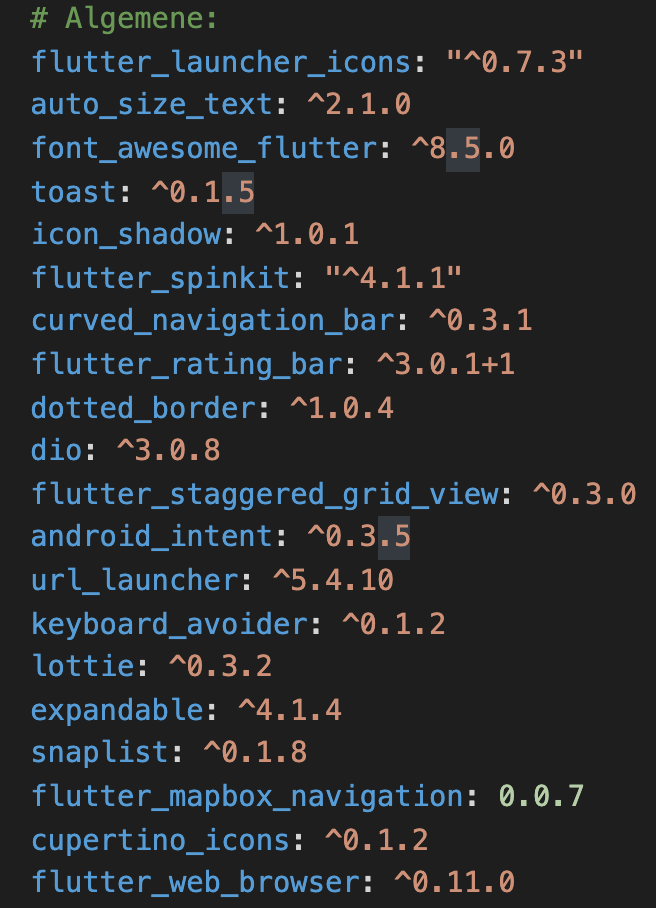 # Algemene:
flutter_launcher_icons: "^0.7.3"
auto_size_text: ^2.1.0
font_awesome_flutter: ^8.5.0
toast: ^0.1.5
icon_shadow: ^1.0.1
flutter_spinkit: "^4.1.1"
curved_navigation_bar: ^0.3.1
flutter_rating_bar: ^3.0.1+1
dotted_border: ^1.0.4
dio: ^3.0.8
flutter_staggered_grid_view: ^0.3.0
android_intent: ^0.3.5
url_launcher: ^5.4.10
keyboard_avoider: ^0.1.2
lottie: ^0.3.2
expandable: ^4.1.4
snaplist: ^0.1.8
flutter_mapbox_navigation: 0.0.7
cupertino_icons: ^0.1.2
flutter_web_browser: ^0.11.0